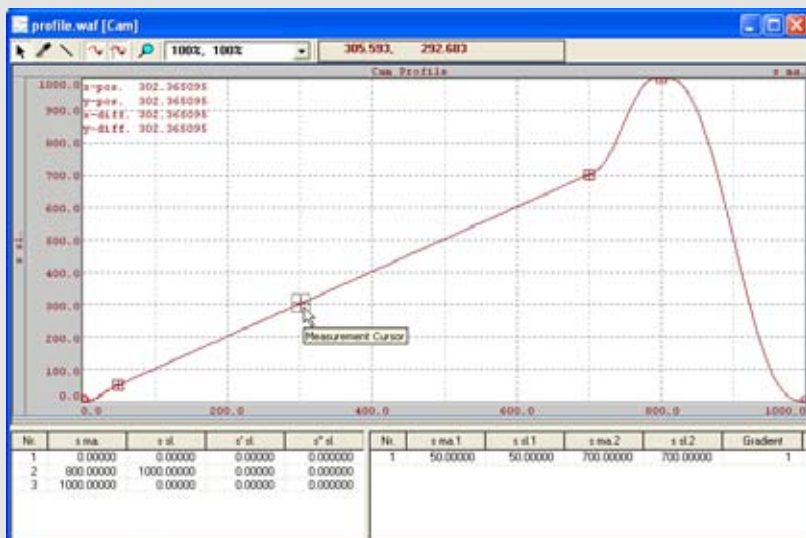 profile.waf [Cam]
100%, 100%
305.593, 292.603
Cam Profile
s ma.
s sl.
x-pos. 302.365095
y-pos. 302.365095
x-diff. 302.365095
y-diff. 302.365095
1000.0
900.0
800.0
700.0
600.0
500.0
400.0
300.0
200.0
100.0
0.0
Measurement Cursor
0.0 200.0 400.0 600.0 800.0 1000.0
Nr. s ma. s sl. s' sl. s'' sl.
1 0.00000 0.00000 0.00000 0.000000
2 800.00000 1000.00000 0.00000 0.000000
3 1000.00000 0.00000 0.00000 0.000000
Nr. s ma.1 s sl.1 s ma.2 s sl.2 Gradient
1 50.00000 50.00000 700.00000 700.00000 1